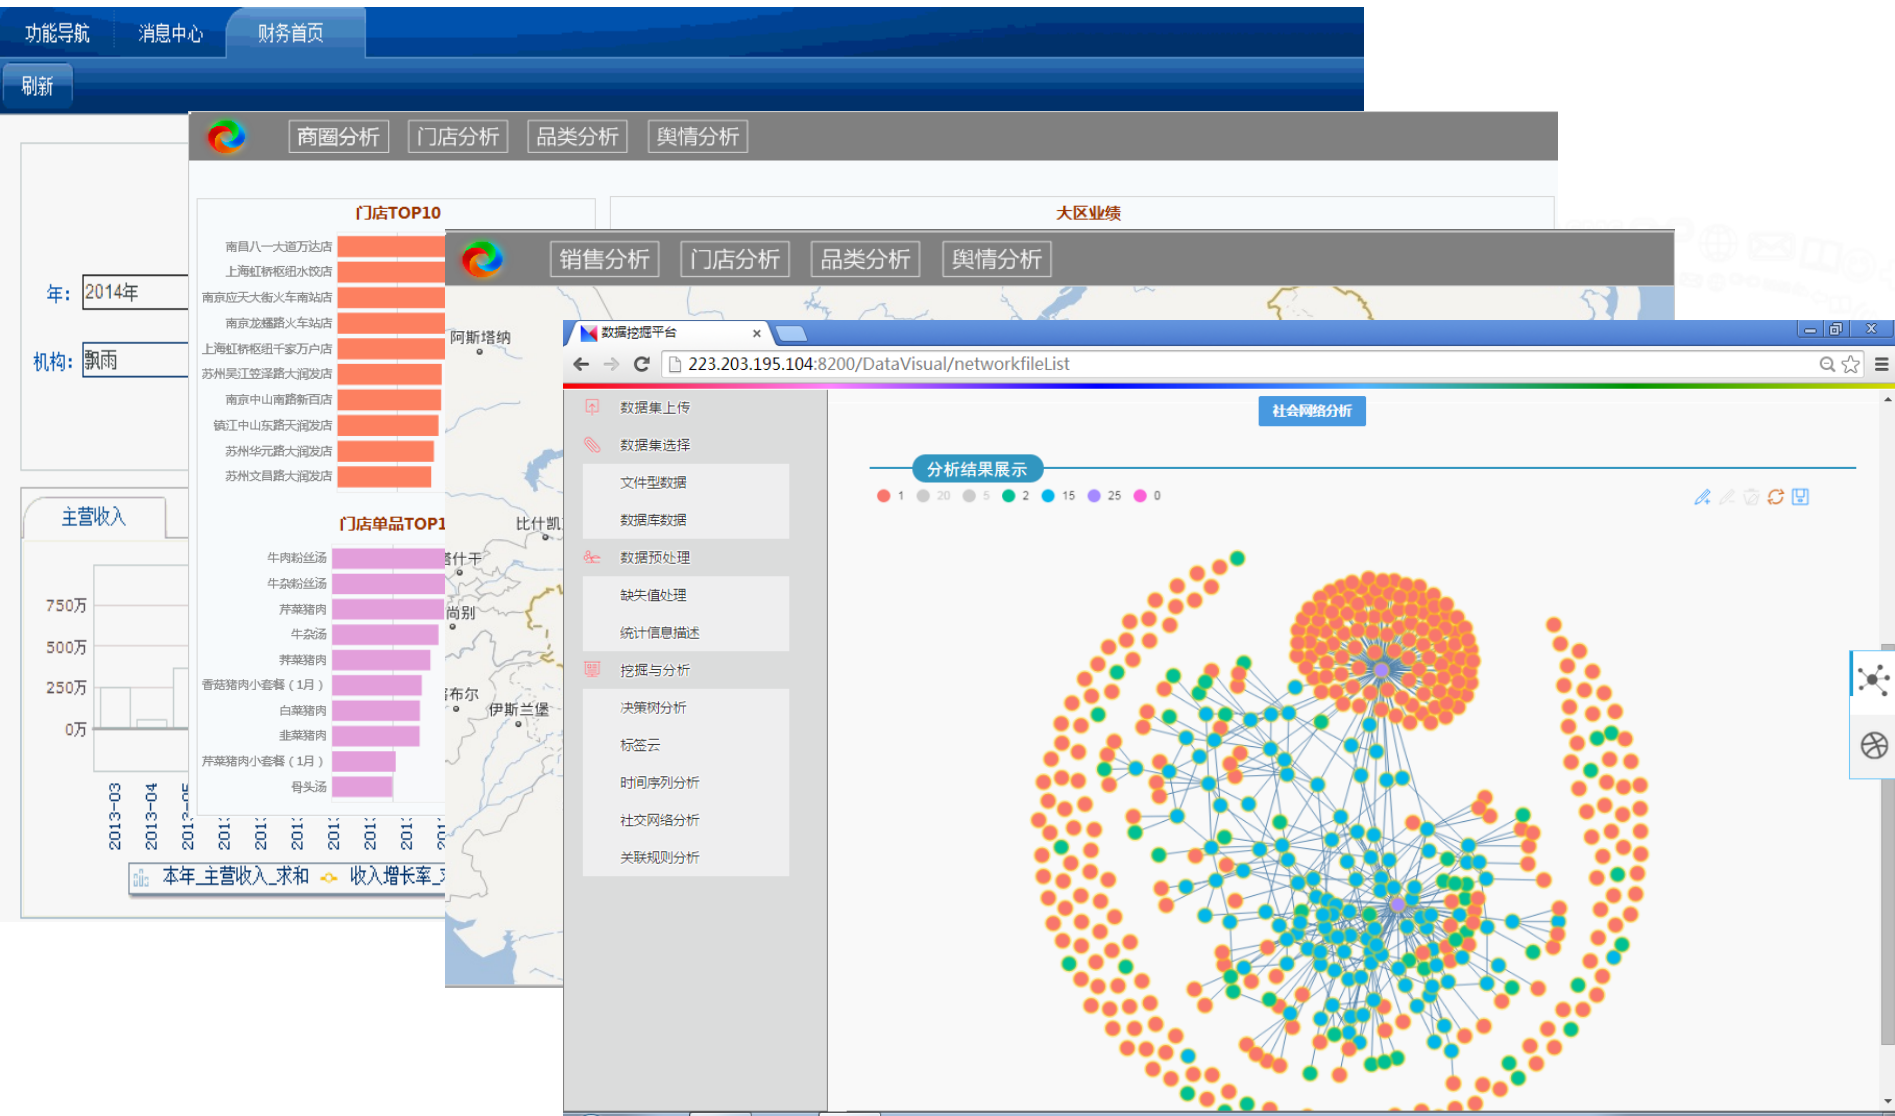 功能导航 消息中心 财务首页
刷新
年: 2014年
机构: 飘雨
主营收入
750万
500万
250万
0万
2013-03 2013-04
本年_主营收入_求和 收入增长率_
商圈分析 门店分析 品类分析 舆情分析
门店TOP10
大区业绩
南昌八一大道万达店
上海虹桥枢纽水饺店
南京应天大街火车南站店
南京龙蟠路火车站店
上海虹桥枢纽千家万户店
苏州吴江笠泽路大润发店
南京中山南路新百店
镇江中山东路天润发店
苏州华元路大润发店
苏州文昌路大润发店
门店单品TOP1
牛肉粉丝汤
牛杂粉丝汤
芹菜猪肉
牛杂汤
荠菜猪肉
香菇猪肉小套餐（1月）
白菜猪肉
韭菜猪肉
芹菜猪肉小套餐（1月）
骨头汤
销售分析 门店分析 品类分析 舆情分析
阿斯塔纳
比什凯
什干
尚别
布尔
伊斯兰堡
数据挖掘平台
223.203.195.104:8200/DataVisual/networkfileList
数据集上传
数据集选择
文件型数据
数据库数据
数据预处理
缺失值处理
统计信息描述
挖掘与分析
决策树分析
标签云
时间序列分析
社交网络分析
关联规则分析
社会网络分析
分析结果展示
1 20 5 2 15 25 0